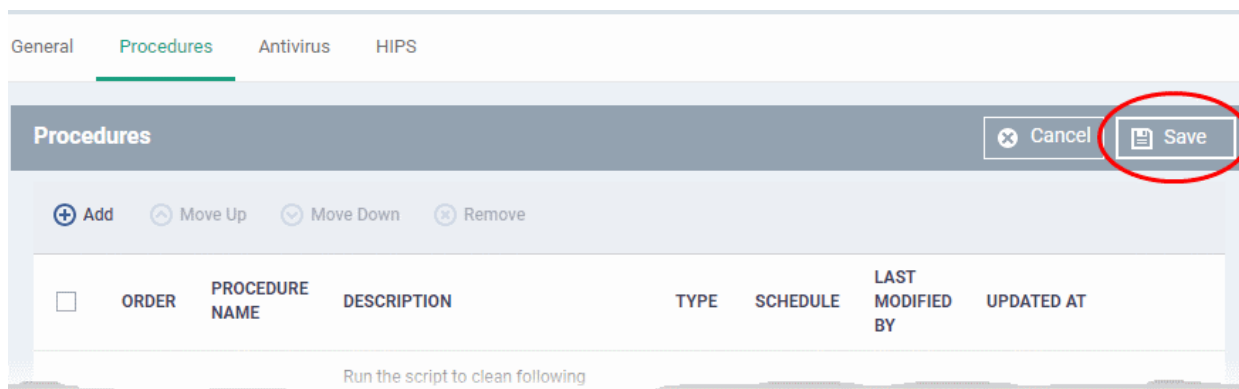 General Procedures Antivirus HIPS
Procedures Cancel Save
Add Move Up Move Down Remove
ORDER PROCEDURE NAME DESCRIPTION TYPE SCHEDULE LAST MODIFIED BY UPDATED AT
Run the script to clean following